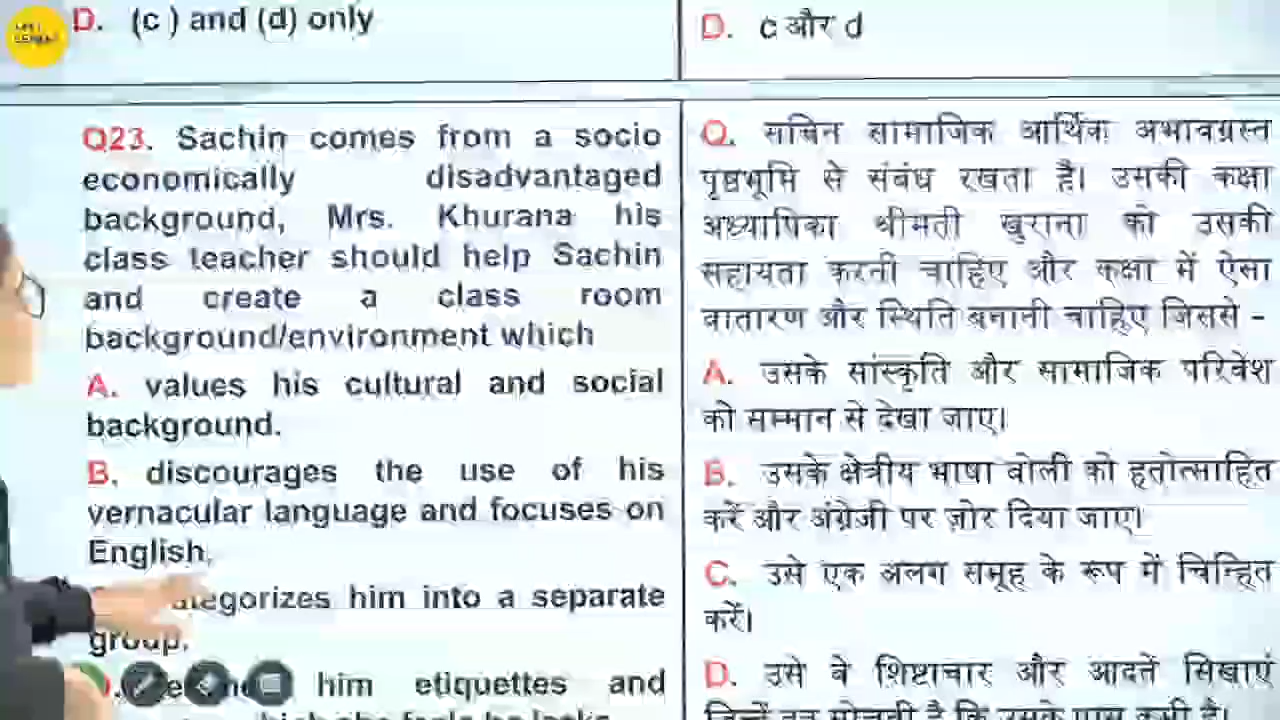 D. (c ) and (d) only
Q23. Sachin comes from a socio
economically disadvantaged
background, Mrs. Khurana his
class teacher should help Sachin
and create a class room
background/environment which
A. values his cultural and social
background.
B. discourages the use of his
vernacular language and focuses on
English.
him into a separate
group.
him etiquettes and
D. c और d
Q. सचिन सामाजिक आर्थिक अभावग्रस्त
पृष्ठभूमि से संबंध रखता है। उसकी कक्षा
अध्यापिका श्रीमती खुराना को उसकी
सहायता करनी चाहिए और कक्षा में ऐसा
वातारण और स्थिति बनानी चाहिए जिससे -
A. उसके सांस्कृति और सामाजिक परिवेश
को सम्मान से देखा जाए।
B. उसके क्षेत्रीय भाषा बोली को हतोत्साहित
करें और अंग्रेजी पर ज़ोर दिया जाए।
C. उसे एक अलग समूह के रूप में चिन्हित
करें।
D. उसे वे शिष्टाचार और आदतें सिखाएं